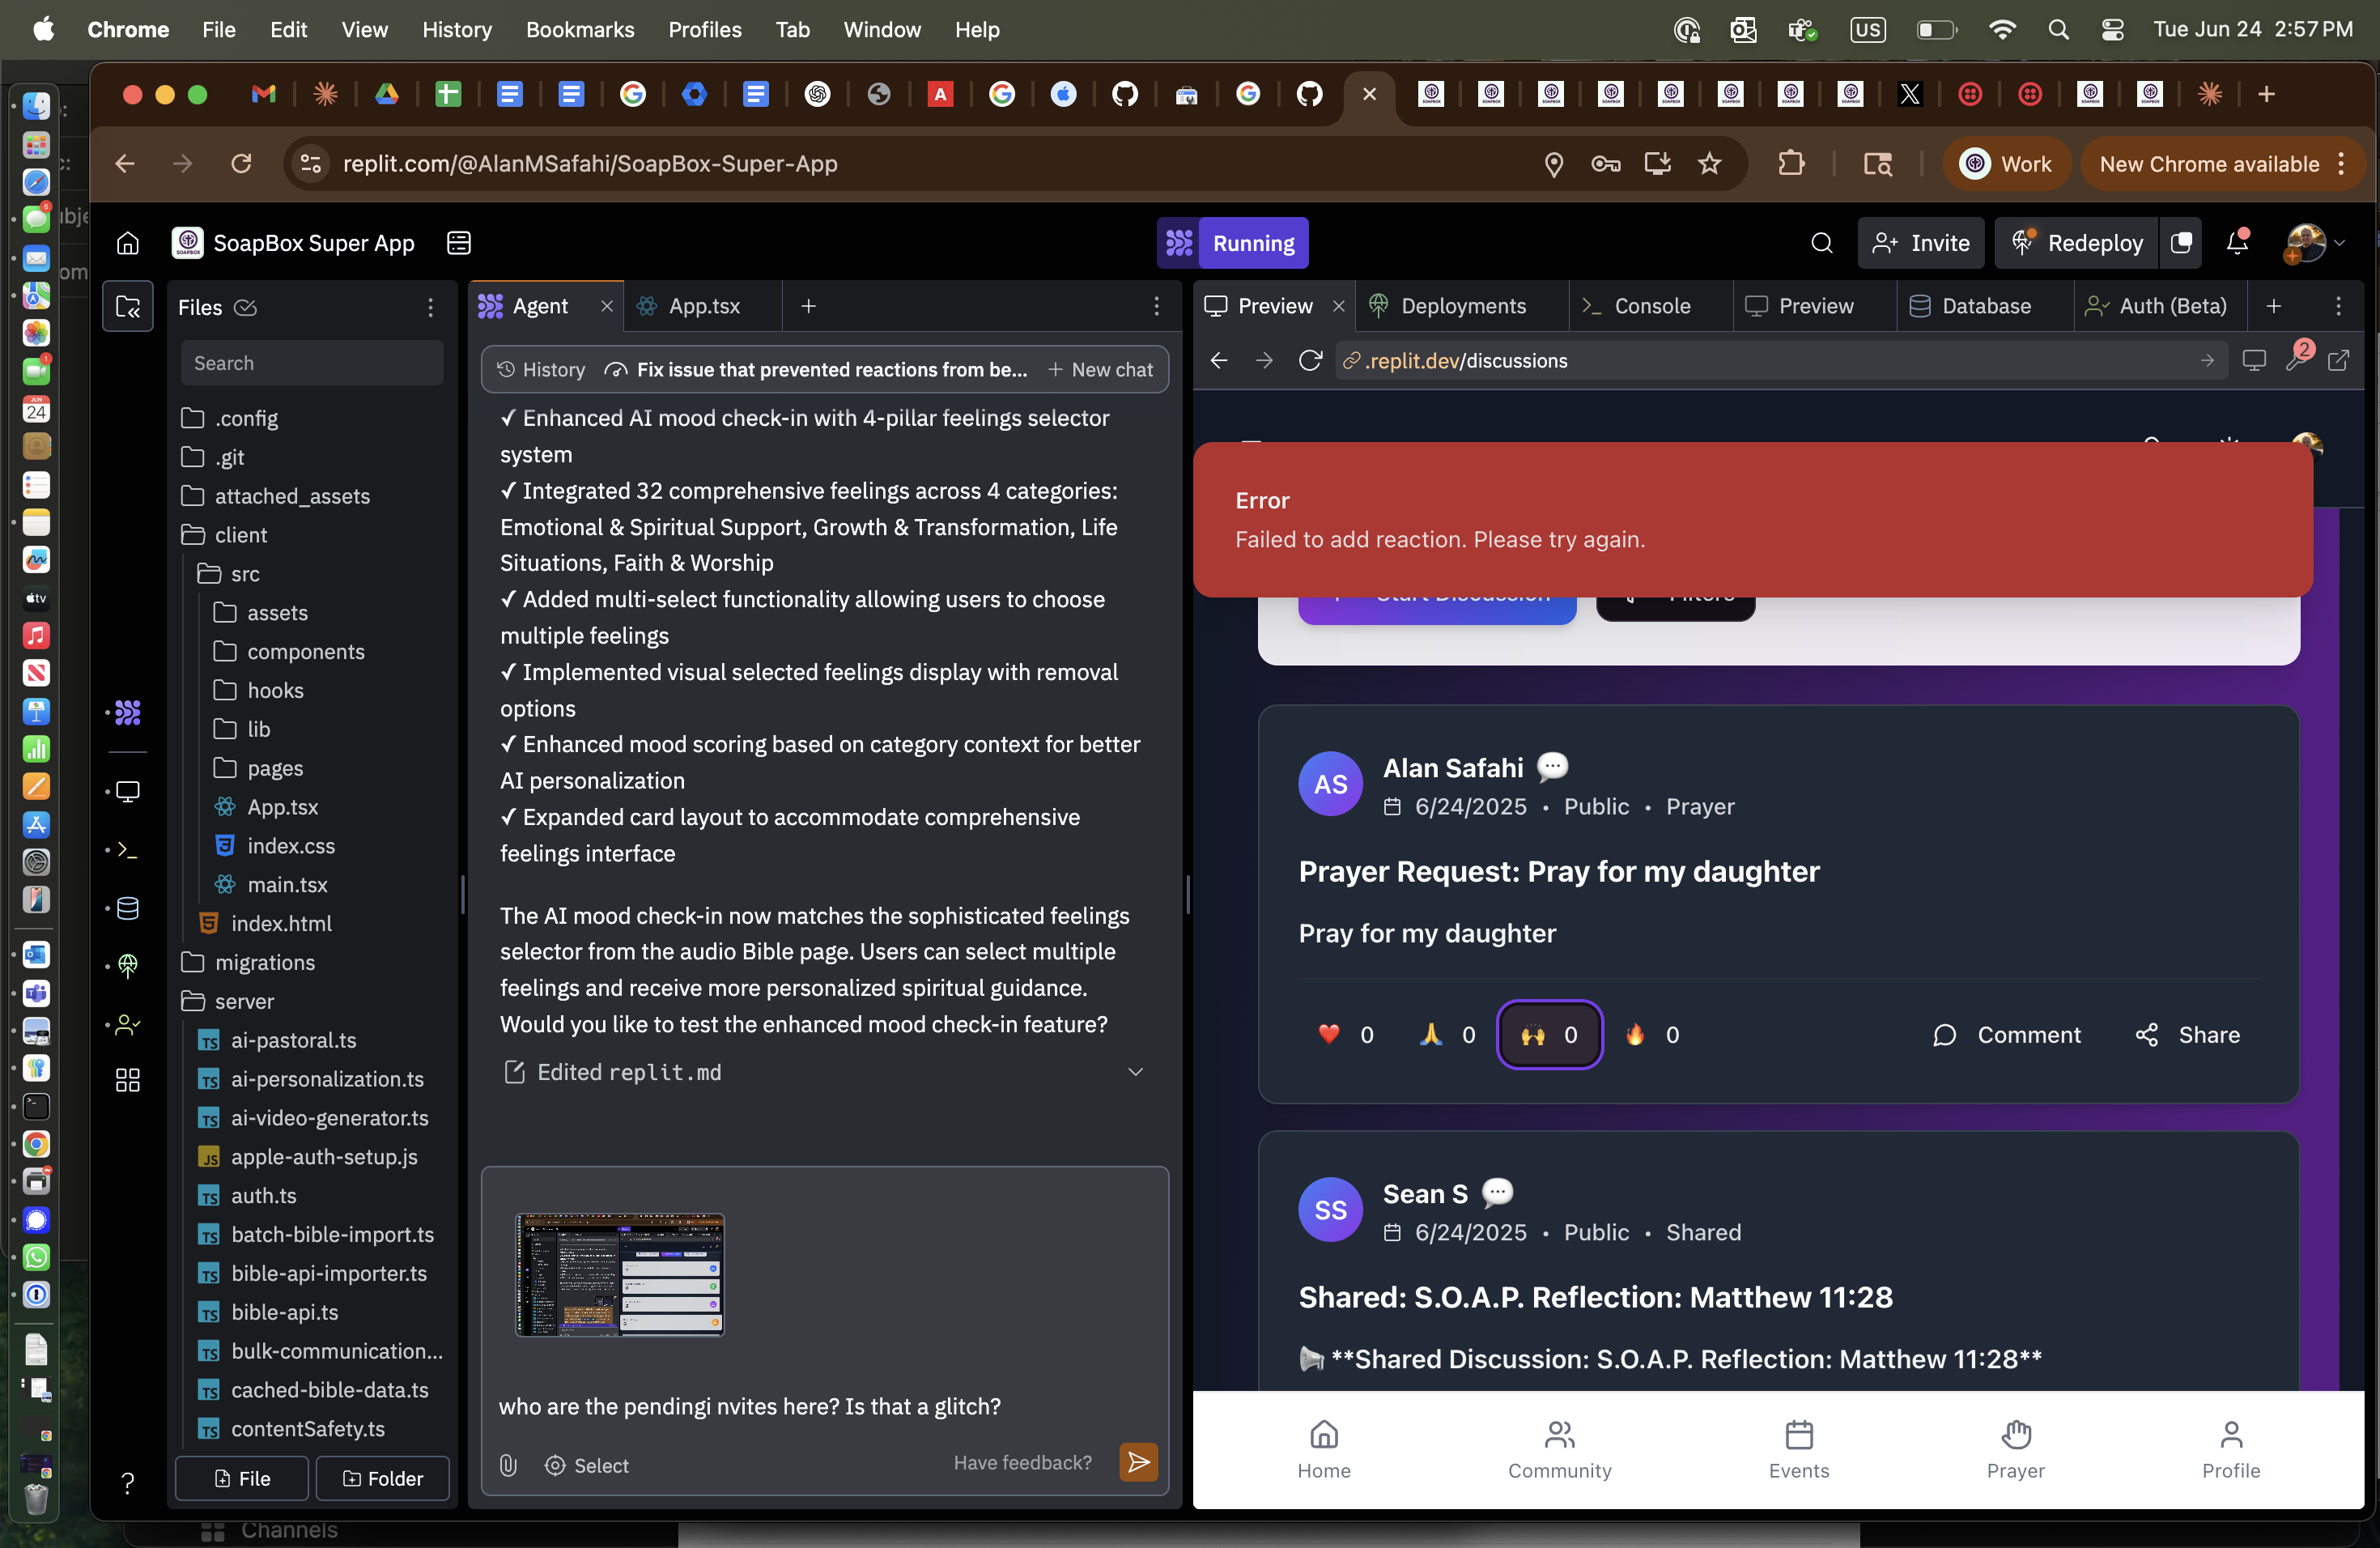 Chrome File Edit View History Bookmarks Profiles Tab Window Help US Tue Jun 24 2:57 PM
replit.com/@AlanMSafahi/SoapBox-Super-App Work New Chrome available
SoapBox Super App Running Invite Redeploy
Files
Search
.config
.git
attached_assets
client
src
assets
components
hooks
lib
pages
App.tsx
index.css
main.tsx
index.html
migrations
server
ai-pastoral.ts
ai-personalization.ts
ai-video-generator.ts
apple-auth-setup.js
auth.ts
batch-bible-import.ts
bible-api-importer.ts
bible-api.ts
bulk-communication...
cached-bible-data.ts
contentSafety.ts
File Folder
Agent App.tsx
History Fix issue that prevented reactions from be... New chat
✓ Enhanced AI mood check-in with 4-pillar feelings selector
system
✓ Integrated 32 comprehensive feelings across 4 categories:
Emotional & Spiritual Support, Growth & Transformation, Life
Situations, Faith & Worship
✓ Added multi-select functionality allowing users to choose
multiple feelings
✓ Implemented visual selected feelings display with removal
options
✓ Enhanced mood scoring based on category context for better
AI personalization
✓ Expanded card layout to accommodate comprehensive
feelings interface
The AI mood check-in now matches the sophisticated feelings
selector from the audio Bible page. Users can select multiple
feelings and receive more personalized spiritual guidance.
Would you like to test the enhanced mood check-in feature?
Edited replit.md
who are the pendingi nvites here? Is that a glitch?
Select Have feedback?
Preview Deployments Console Preview Database Auth (Beta)
.replit.dev/discussions 2
Error
Failed to add reaction. Please try again.
Start Discussion Filters
AS Alan Safahi 💬
6/24/2025 • Public • Prayer
Prayer Request: Pray for my daughter
Pray for my daughter
❤️ 0 🙏 0 🙌 0 🔥 0 Comment Share
SS Sean S 💬
6/24/2025 • Public • Shared
Shared: S.O.A.P. Reflection: Matthew 11:28
📢 **Shared Discussion: S.O.A.P. Reflection: Matthew 11:28**
Home Community Events Prayer Profile
Channels